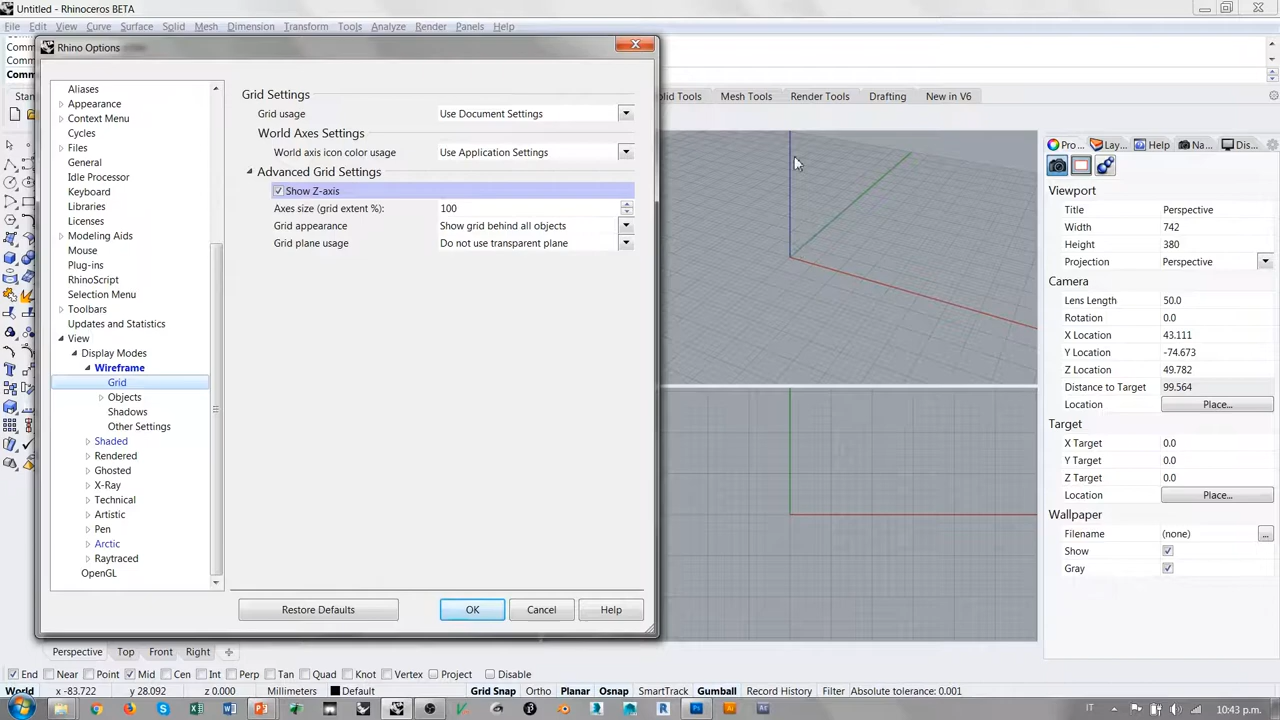 Untitled - Rhinoceros BETA
File Edit View Curve Surface Solid Mesh Dimension Transform Tools Analyze Render Panels Help
Rhino Options
Aliases
Appearance
Context Menu
Cycles
Files
General
Idle Processor
Keyboard
Libraries
Licenses
Modeling Aids
Mouse
Plug-ins
RhinoScript
Selection Menu
Toolbars
Updates and Statistics
View
Display Modes
Wireframe
Grid
Objects
Shadows
Other Settings
Shaded
Rendered
Ghosted
X-Ray
Technical
Artistic
Pen
Arctic
Raytraced
OpenGL
Grid Settings
Grid usage Use Document Settings
World Axes Settings
World axis icon color usage Use Application Settings
Advanced Grid Settings
Show Z-axis
Axes size (grid extent %): 100
Grid appearance Show grid behind all objects
Grid plane usage Do not use transparent plane
Restore Defaults OK Cancel Help
Mesh Tools Render Tools Drafting New in V6
Help
Viewport
Title Perspective
Width 742
Height 380
Projection Perspective
Camera
Lens Length 50.0
Rotation 0.0
X Location 43.111
Y Location -74.673
Z Location 49.782
Distance to Target 99.564
Location Place...
Target
X Target 0.0
Y Target 0.0
Z Target 0.0
Location Place...
Wallpaper
Filename (none) ...
Show
Gray
Perspective Top Front Right
End Near Point Mid Cen Int Perp Tan Quad Knot Vertex Project Disable
World x -83.722 y 28.092 z 0.000 Millimeters Default Grid Snap Ortho Planar Osnap SmartTrack Gumball Record History Filter Absolute tolerance: 0.001
IT 10:43 p.m.